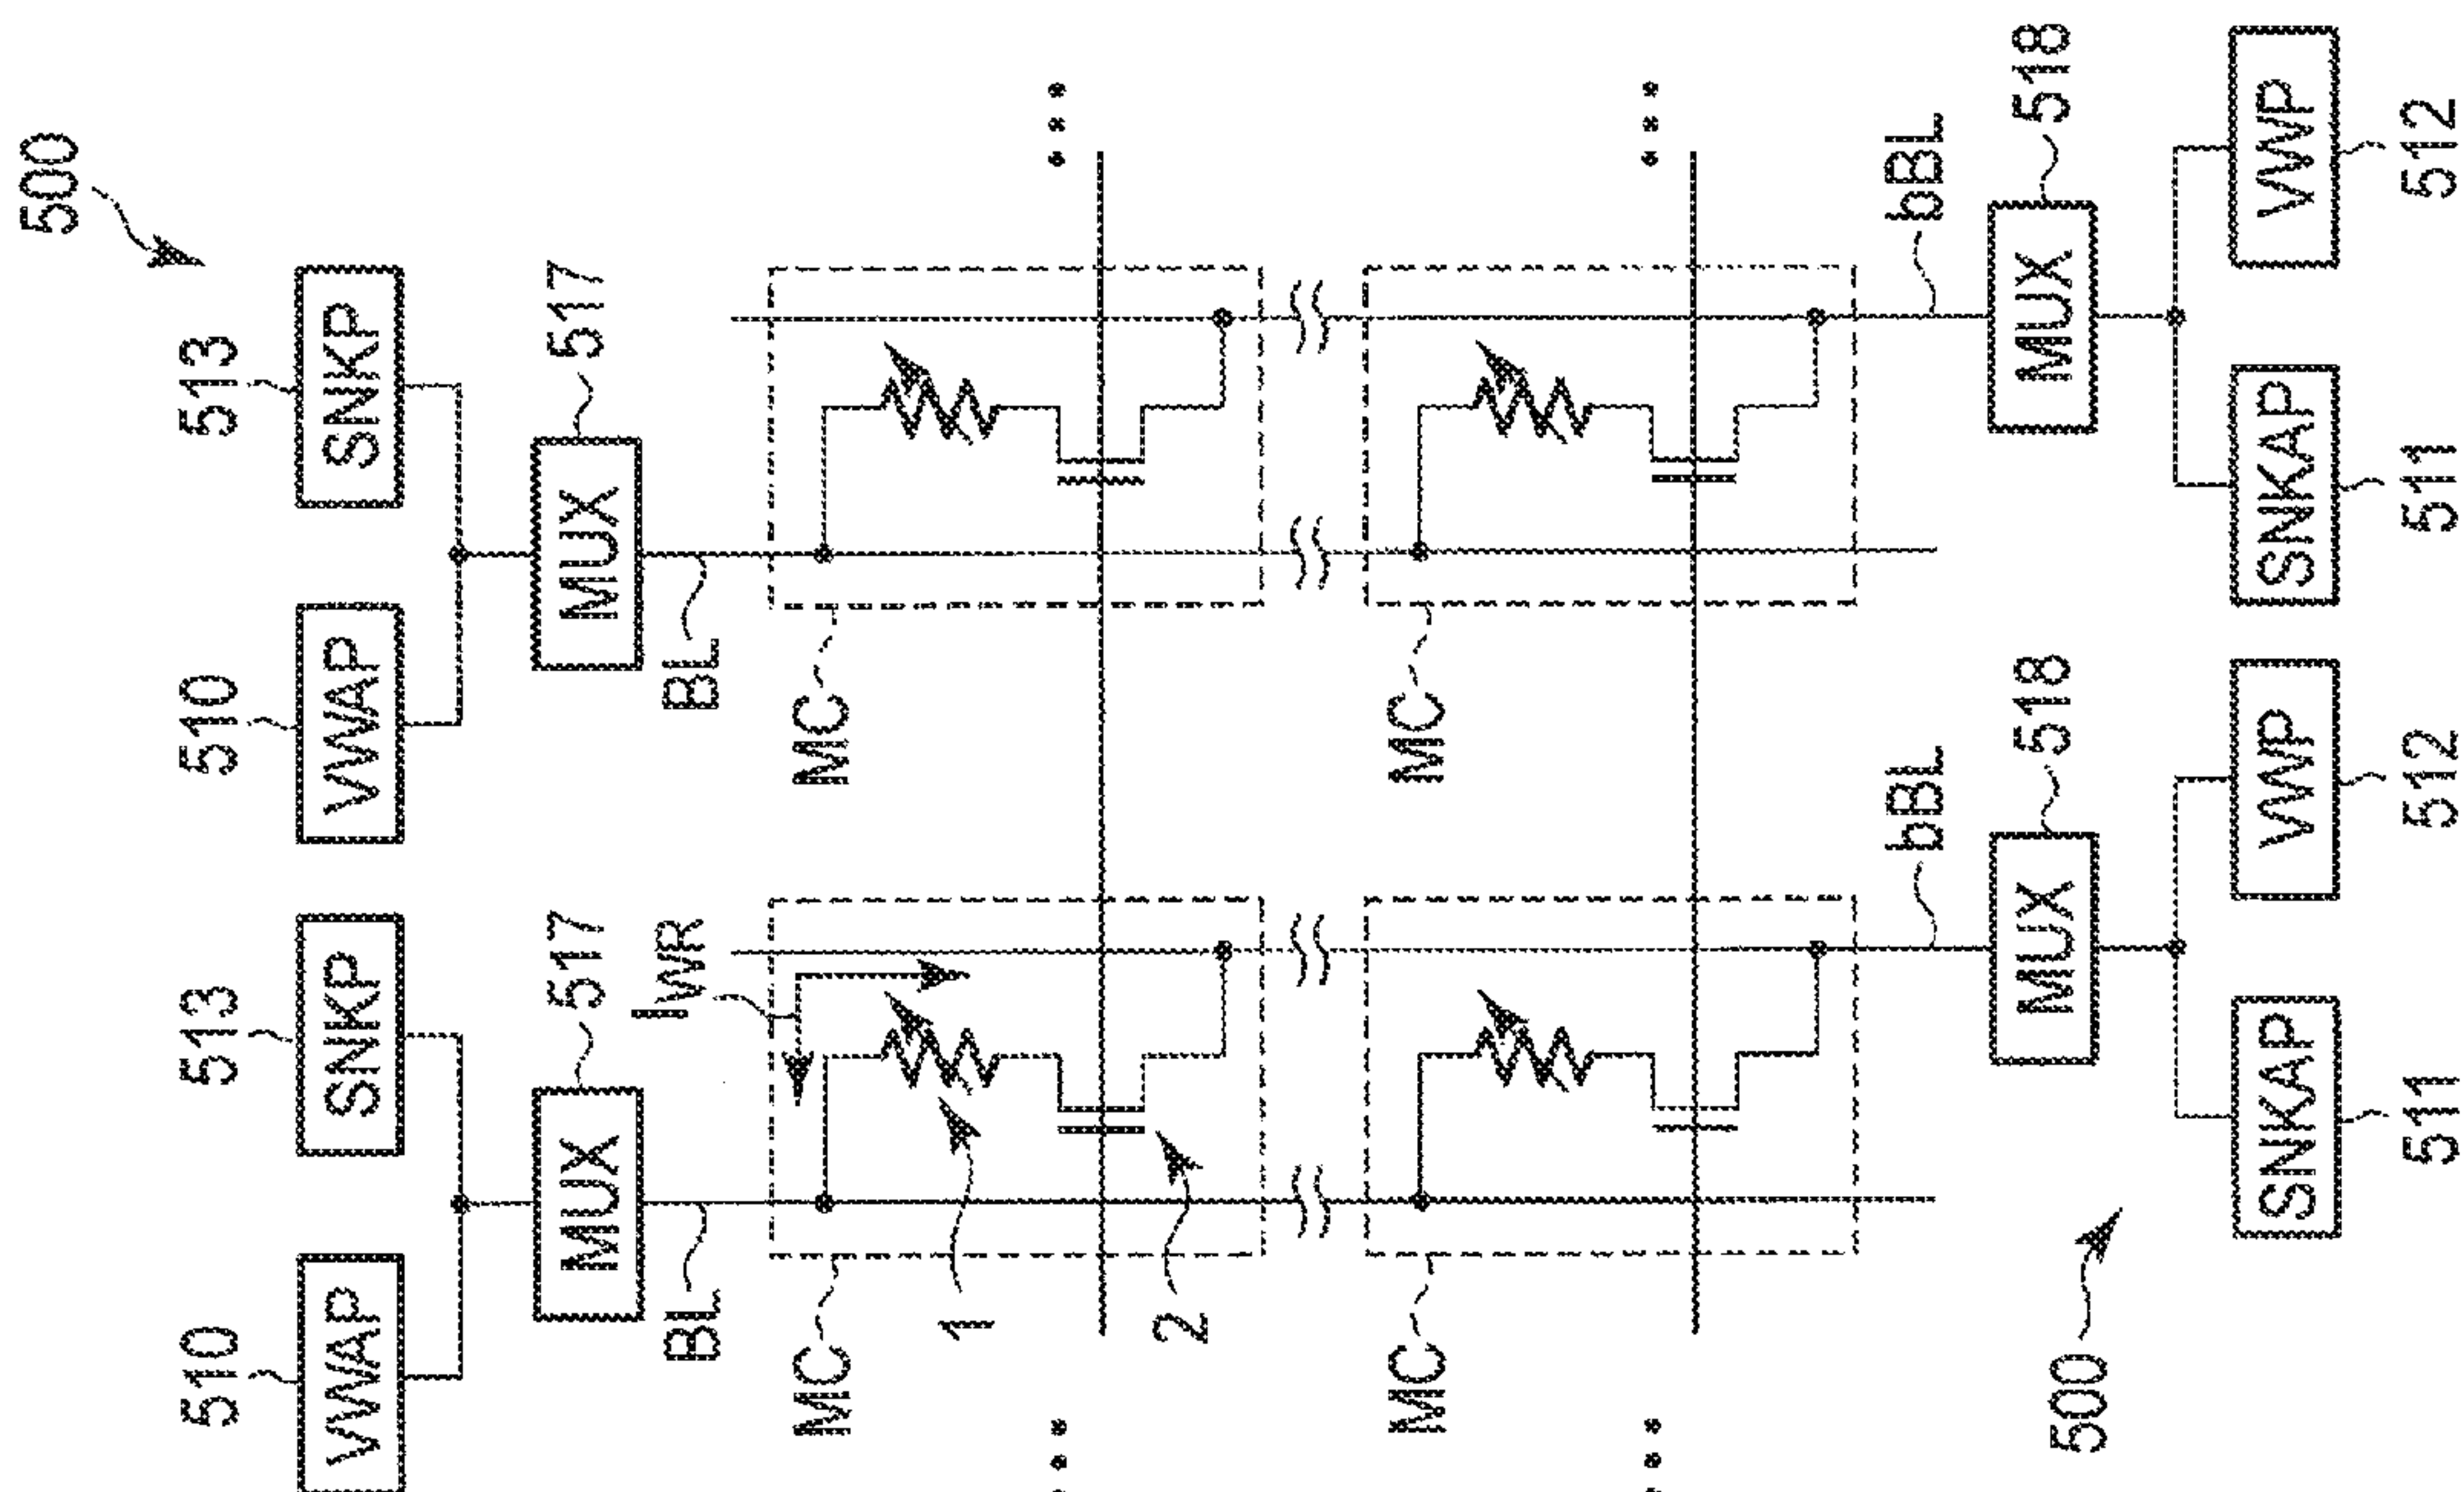 500
510 513 510 513
VWAP SNKP VWAP SNKP
MUX 517 MUX 517
BL IWR BL
MC MC
1
2
MC MC
bBL bBL
500 MUX 518 MUX 518
SNKAP VWP SNKAP VWP
511 512 511 512